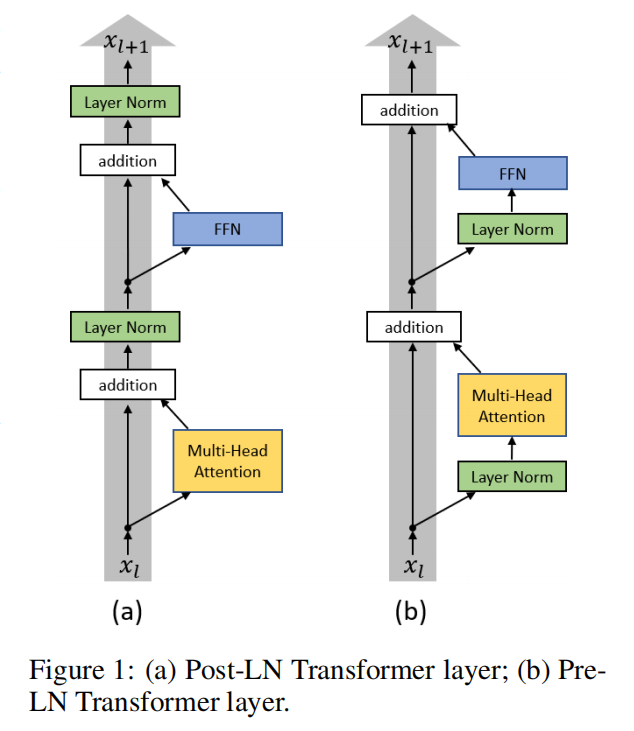 x_{l+1}
Layer Norm
addition
FFN
Layer Norm
addition
Multi-Head
Attention
x_l
(a)
x_{l+1}
addition
FFN
Layer Norm
addition
Multi-Head
Attention
Layer Norm
x_l
(b)
Figure 1: (a) Post-LN Transformer layer; (b) Pre-
LN Transformer layer.